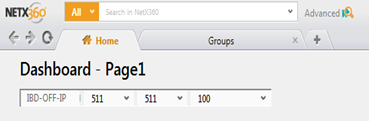 NETX360 All Search in NetX360 Advanced
Home Groups x +
Dashboard - Page1
IBD-OFF-IP 511 511 100